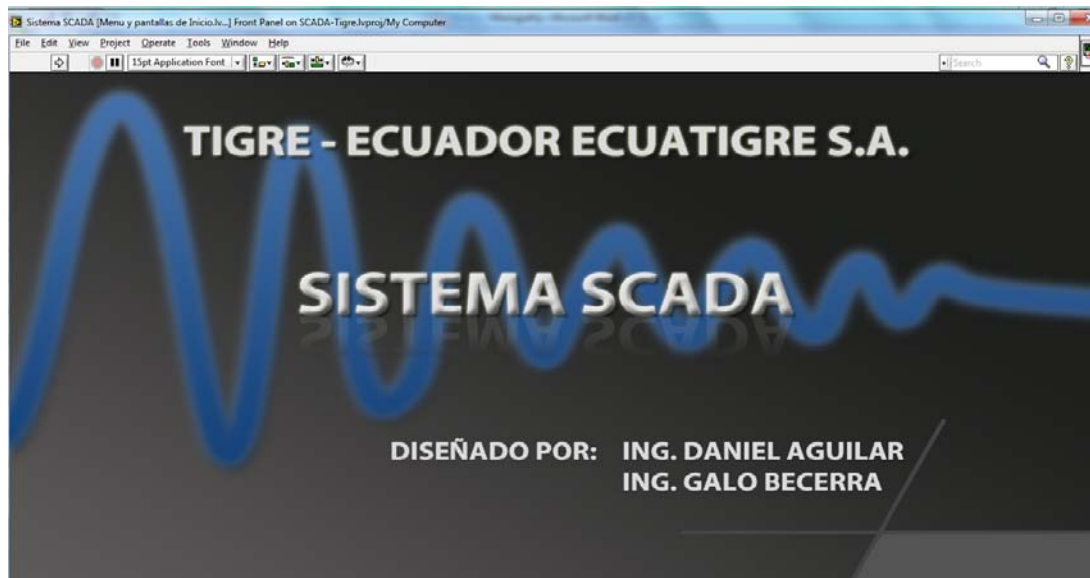 Sistema SCADA [Menu y pantallas de Inicio.lv...] Front Panel on SCADA-Tigre.lvproj/My Computer
File Edit View Project Operate Tools Window Help
15pt Application Font Search
TIGRE - ECUADOR ECUATIGRE S.A.
SISTEMA SCADA
DISEÑADO POR: ING. DANIEL AGUILAR
ING. GALO BECERRA